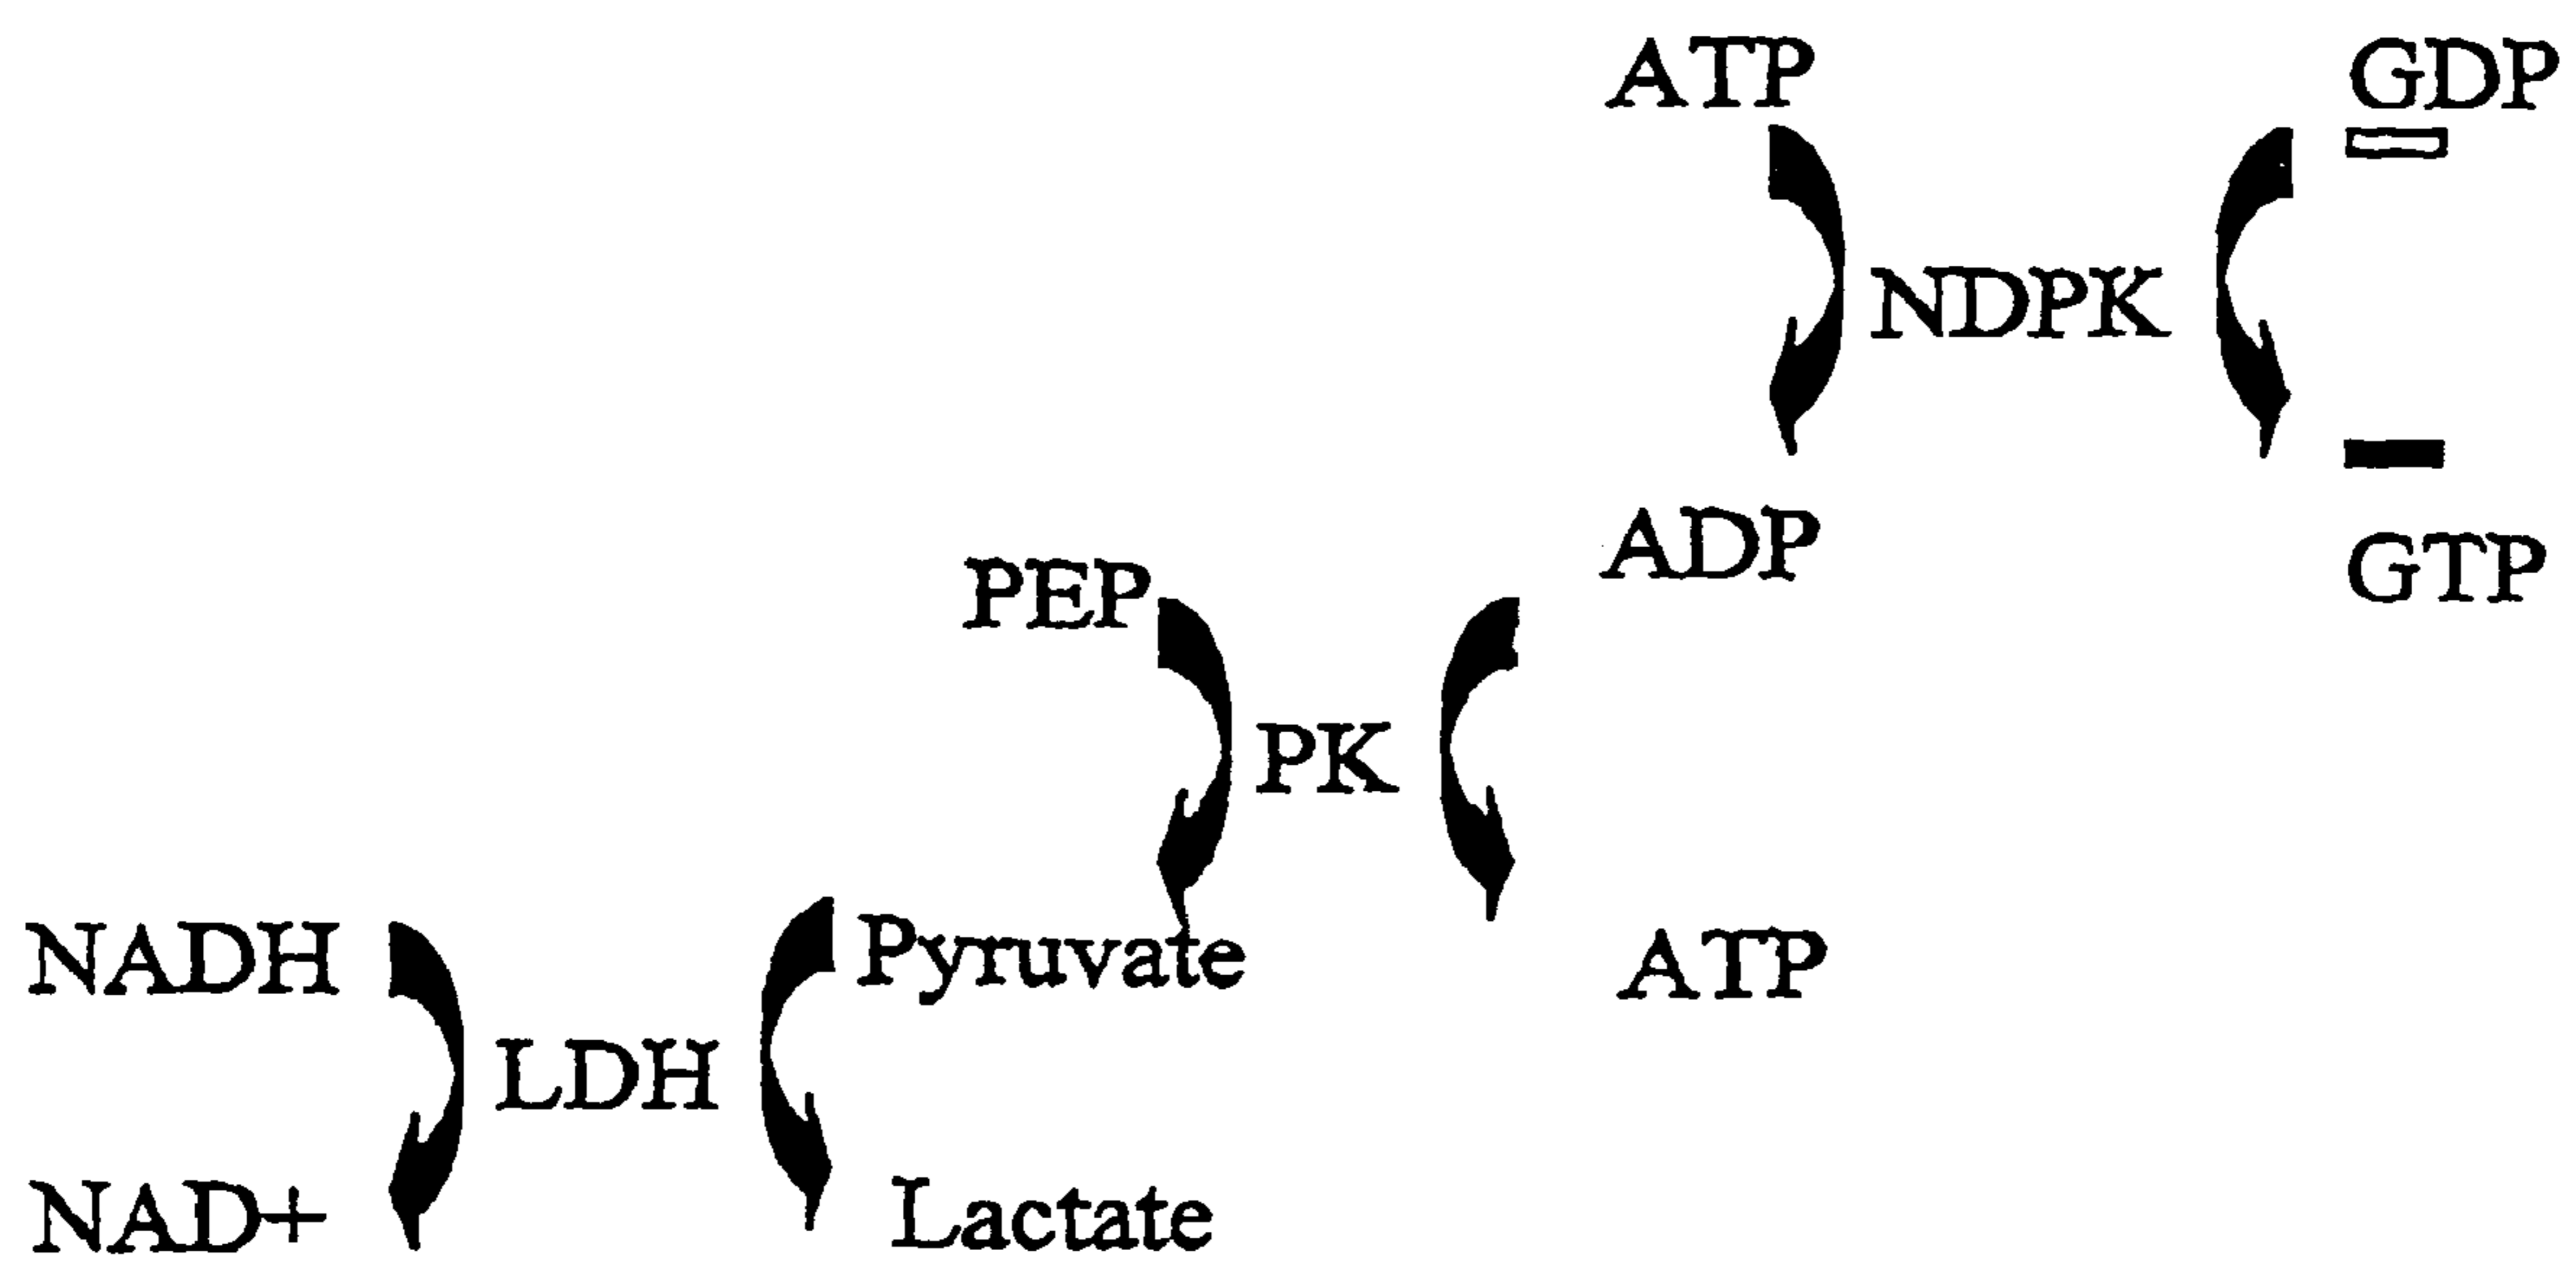 ATP
GDP
NDPK
ADP
GTP
PEP
PK
Pyruvate
ATP
NADH
LDH
NAD+
Lactate